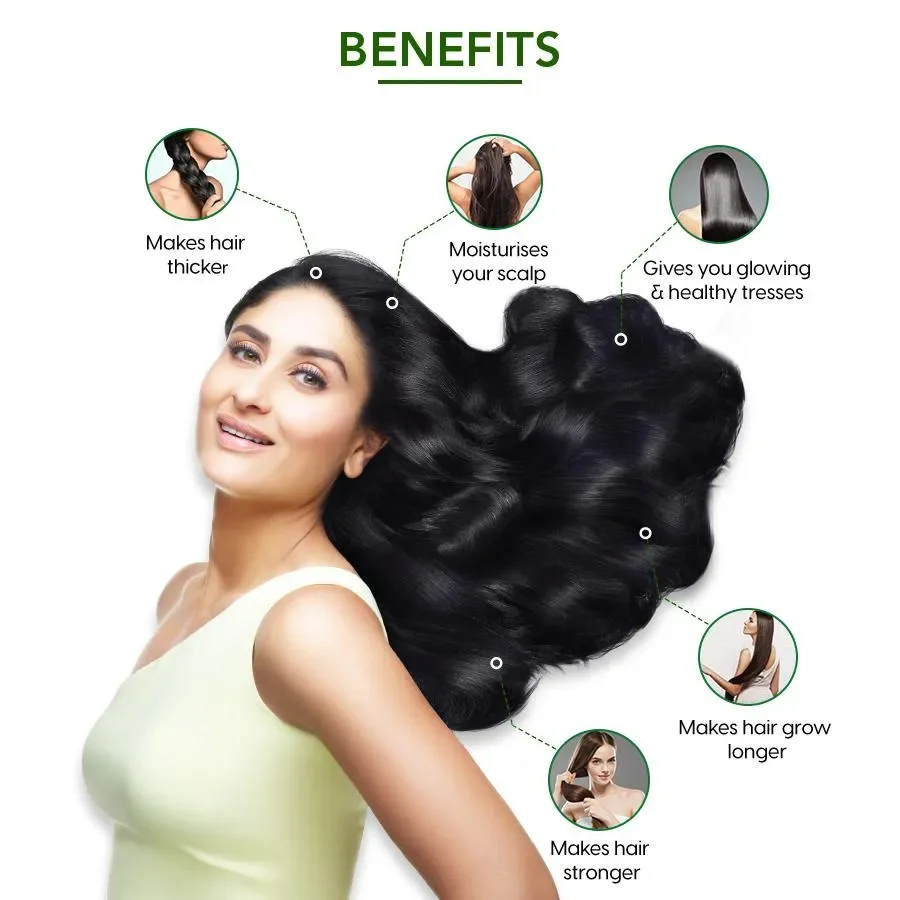 BENEFITS
Makes hair
thicker
Moisturises
your scalp
Gives you glowing
& healthy tresses
Makes hair grow
longer
Makes hair
stronger